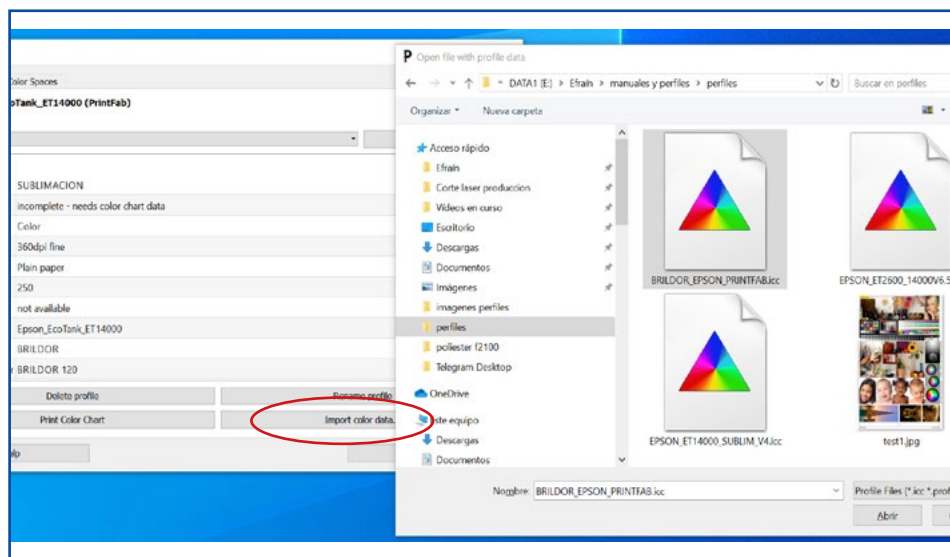 Color Spaces
oTank_ET14000 (PrintFab)
SUBLIMACION
incomplete - needs color chart data
Color
360dpi fine
Plain paper
250
not available
Epson_EcoTank_ET14000
BRILDOR
BRILDOR 120
Delete profile
Rename profile
Print Color Chart
Import color data.
lp
P Open file with profile data
DATA1 (E:) > Efraín > manuales y perfiles > perfiles
Buscar en perfiles
Organizar
Nueva carpeta
Acceso rápido
Efraín
Corte laser produccion
Vídeos en curso
Escritorio
Descargas
Documentos
Imágenes
imagenes perfiles
perfiles
poliester f2100
Telegram Desktop
OneDrive
Este equipo
Descargas
Documentos
BRILDOR_EPSON_PRINTFAB.icc
EPSON_ET2600_14000V6.5
EPSON_ET14000_SUBLIM_V4.icc
test1.jpg
Nombre: BRILDOR_EPSON_PRINTFAB.icc
Profile Files (*.icc *.prof
Abrir